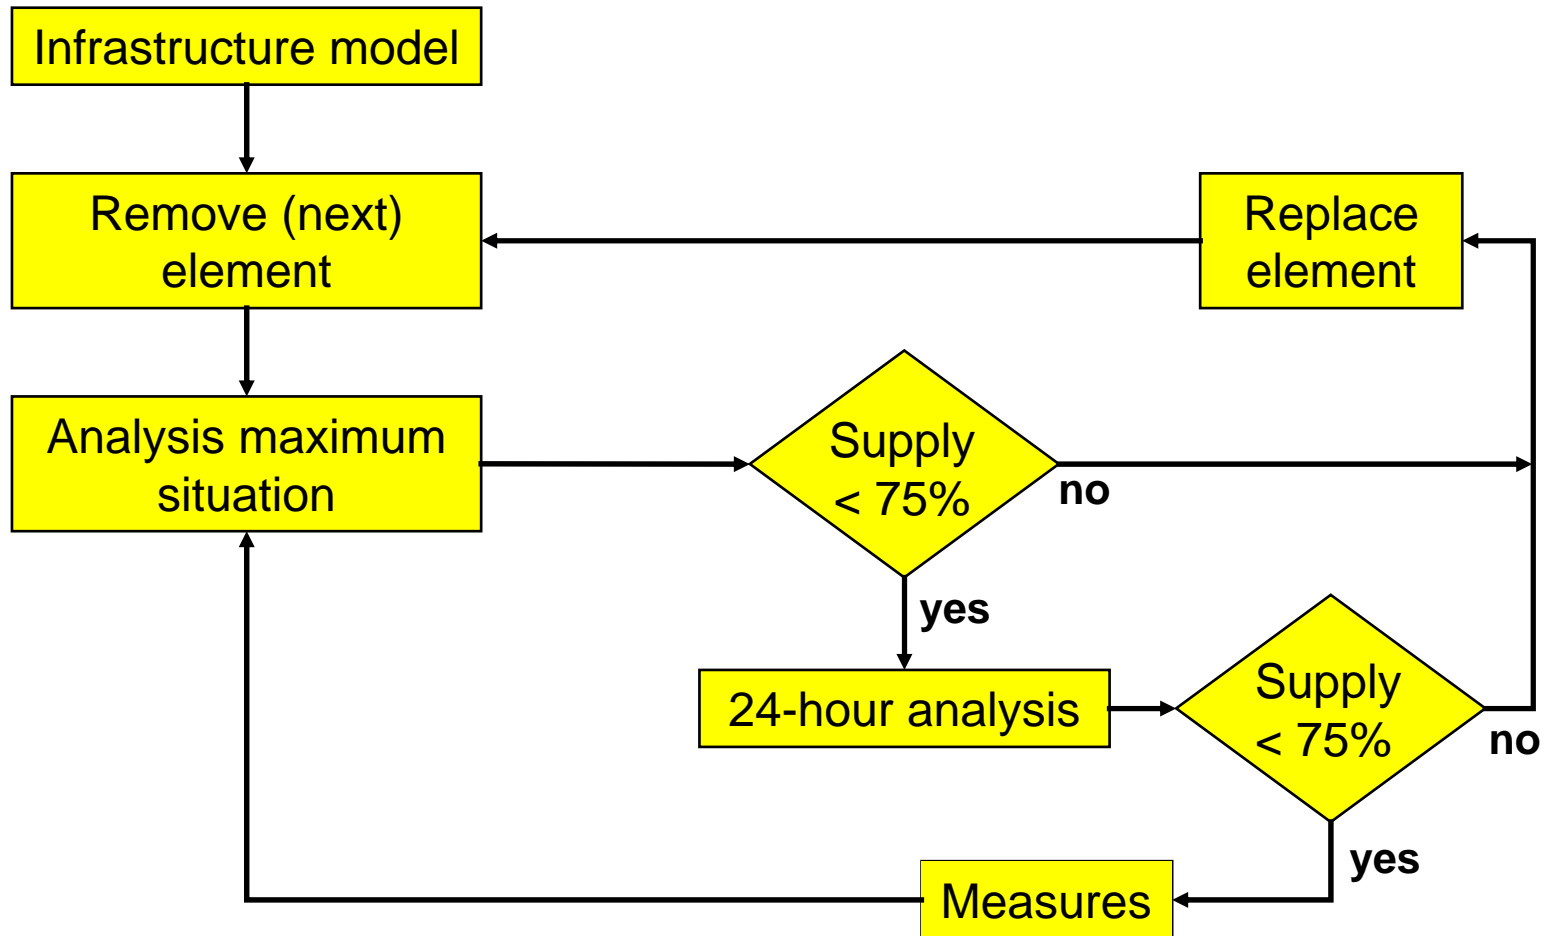 Infrastructure model
Remove (next)
element
Replace
element
Analysis maximum
situation
Supply
< 75%
no
yes
24-hour analysis
Supply
< 75%
no
yes
Measures